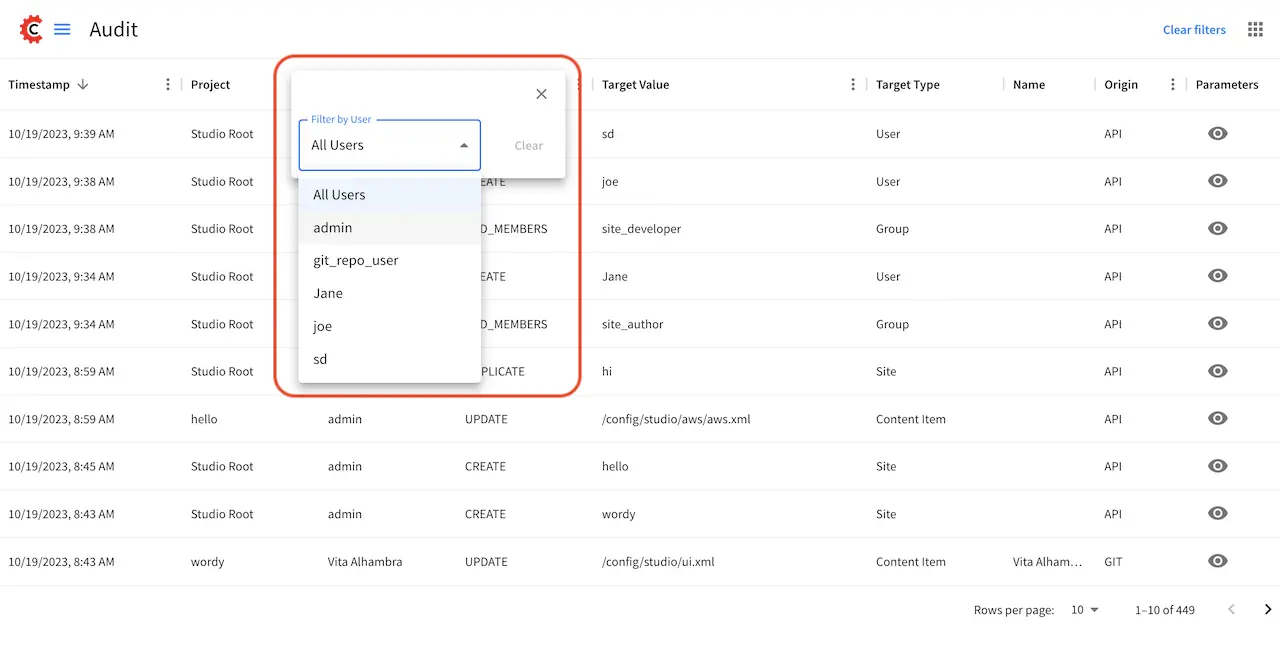 C Audit Clear filters
Timestamp Project Target Value Target Type Name Origin Parameters
Filter by User
All Users Clear
All Users
admin
git_repo_user
Jane
joe
sd
10/19/2023, 9:39 AM Studio Root sd User API
10/19/2023, 9:38 AM Studio Root EATE joe User API
10/19/2023, 9:38 AM Studio Root D_MEMBERS site_developer Group API
10/19/2023, 9:34 AM Studio Root EATE Jane User API
10/19/2023, 9:34 AM Studio Root D_MEMBERS site_author Group API
10/19/2023, 8:59 AM Studio Root PLICATE hi Site API
10/19/2023, 8:59 AM hello admin UPDATE /config/studio/aws/aws.xml Content Item API
10/19/2023, 8:45 AM Studio Root admin CREATE hello Site API
10/19/2023, 8:43 AM Studio Root admin CREATE wordy Site API
10/19/2023, 8:43 AM wordy Vita Alhambra UPDATE /config/studio/ui.xml Content Item Vita Alham… GIT
Rows per page: 10 1–10 of 449